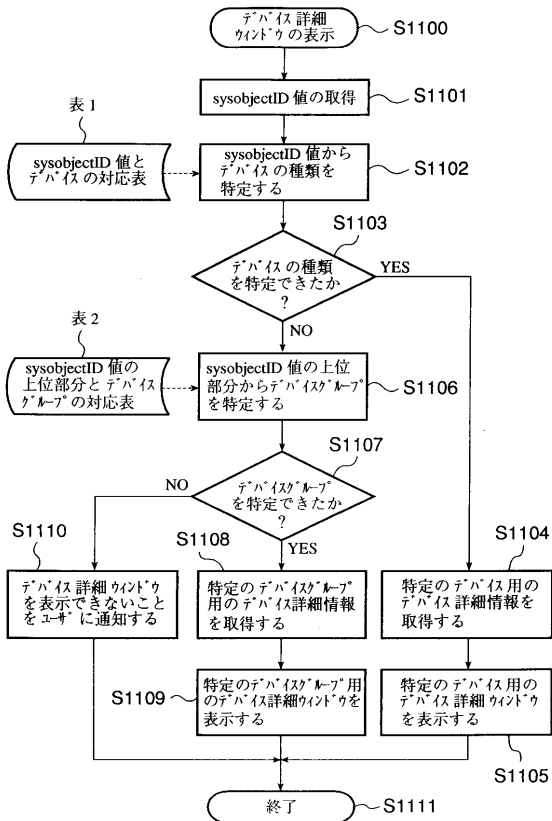 デバイス詳細
ウィンドウの表示
S1100
sysobjectID 値の取得
S1101
表1
sysobjectID 値と
デバイスの対応表
sysobjectID 値から
デバイスの種類を
特定する
S1102
S1103
デバイスの種類
を特定できたか
?
YES
NO
表2
sysobjectID 値の
上位部分とデバイス
グループの対応表
sysobjectID 値の上位
部分からデバイスグループを
特定する
S1106
S1107
デバイスグループ
を特定できたか
?
NO
YES
S1110
デバイス詳細ウィンドウ
を表示できないこと
をユーザに通知する
S1108
特定のデバイスグループ
用のデバイス詳細情報
を取得する
S1104
特定のデバイス用の
デバイス詳細情報を
取得する
S1109
特定のデバイスグループ用
のデバイス詳細ウィンドウを
表示する
特定のデバイス用の
デバイス詳細ウィンドウ
を表示する
S1105
終了
S1111